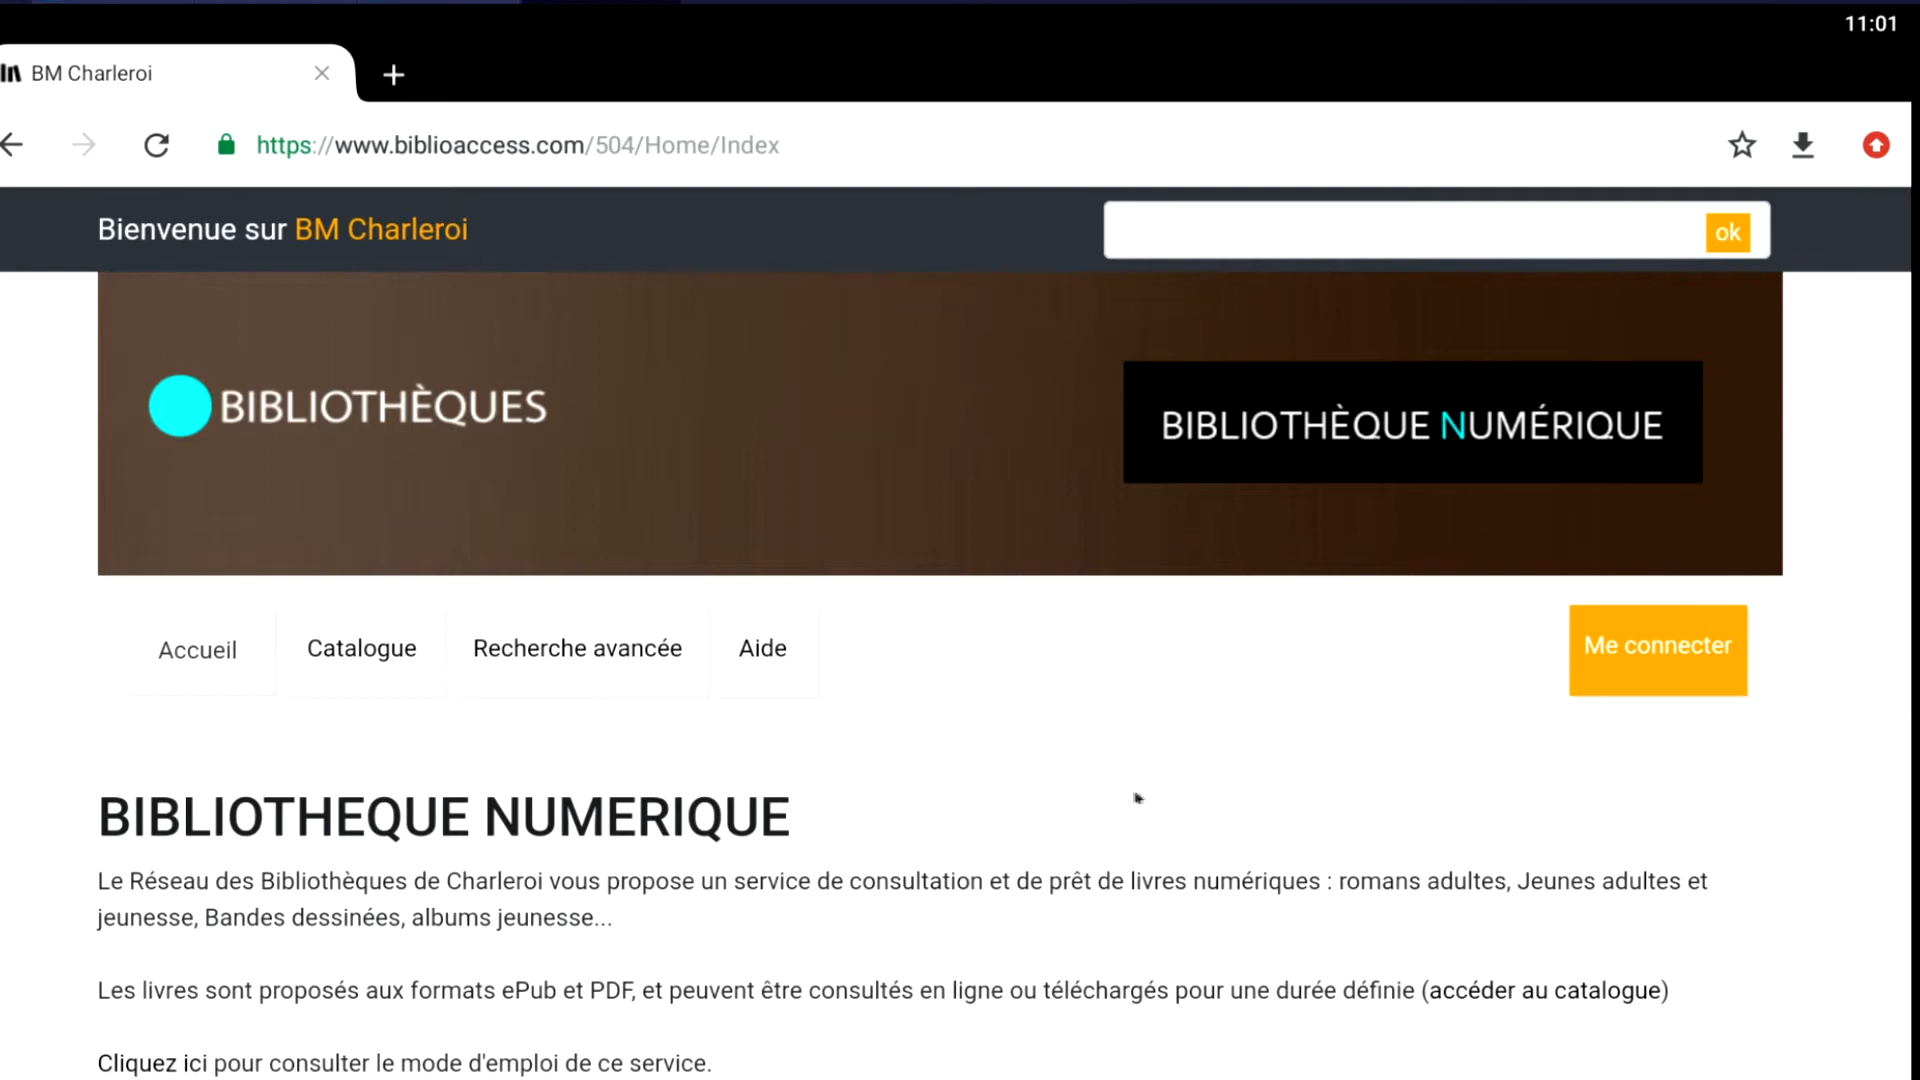 11:01
BM Charleroi
https://www.biblioaccess.com/504/Home/Index
Bienvenue sur BM Charleroi
ok
BIBLIOTHÈQUES
BIBLIOTHÈQUE NUMÉRIQUE
Accueil
Catalogue
Recherche avancée
Aide
Me connecter
BIBLIOTHEQUE NUMERIQUE
Le Réseau des Bibliothèques de Charleroi vous propose un service de consultation et de prêt de livres numériques : romans adultes, Jeunes adultes et
jeunesse, Bandes dessinées, albums jeunesse...
Les livres sont proposés aux formats ePub et PDF, et peuvent être consultés en ligne ou téléchargés pour une durée définie (accéder au catalogue)
Cliquez ici pour consulter le mode d'emploi de ce service.